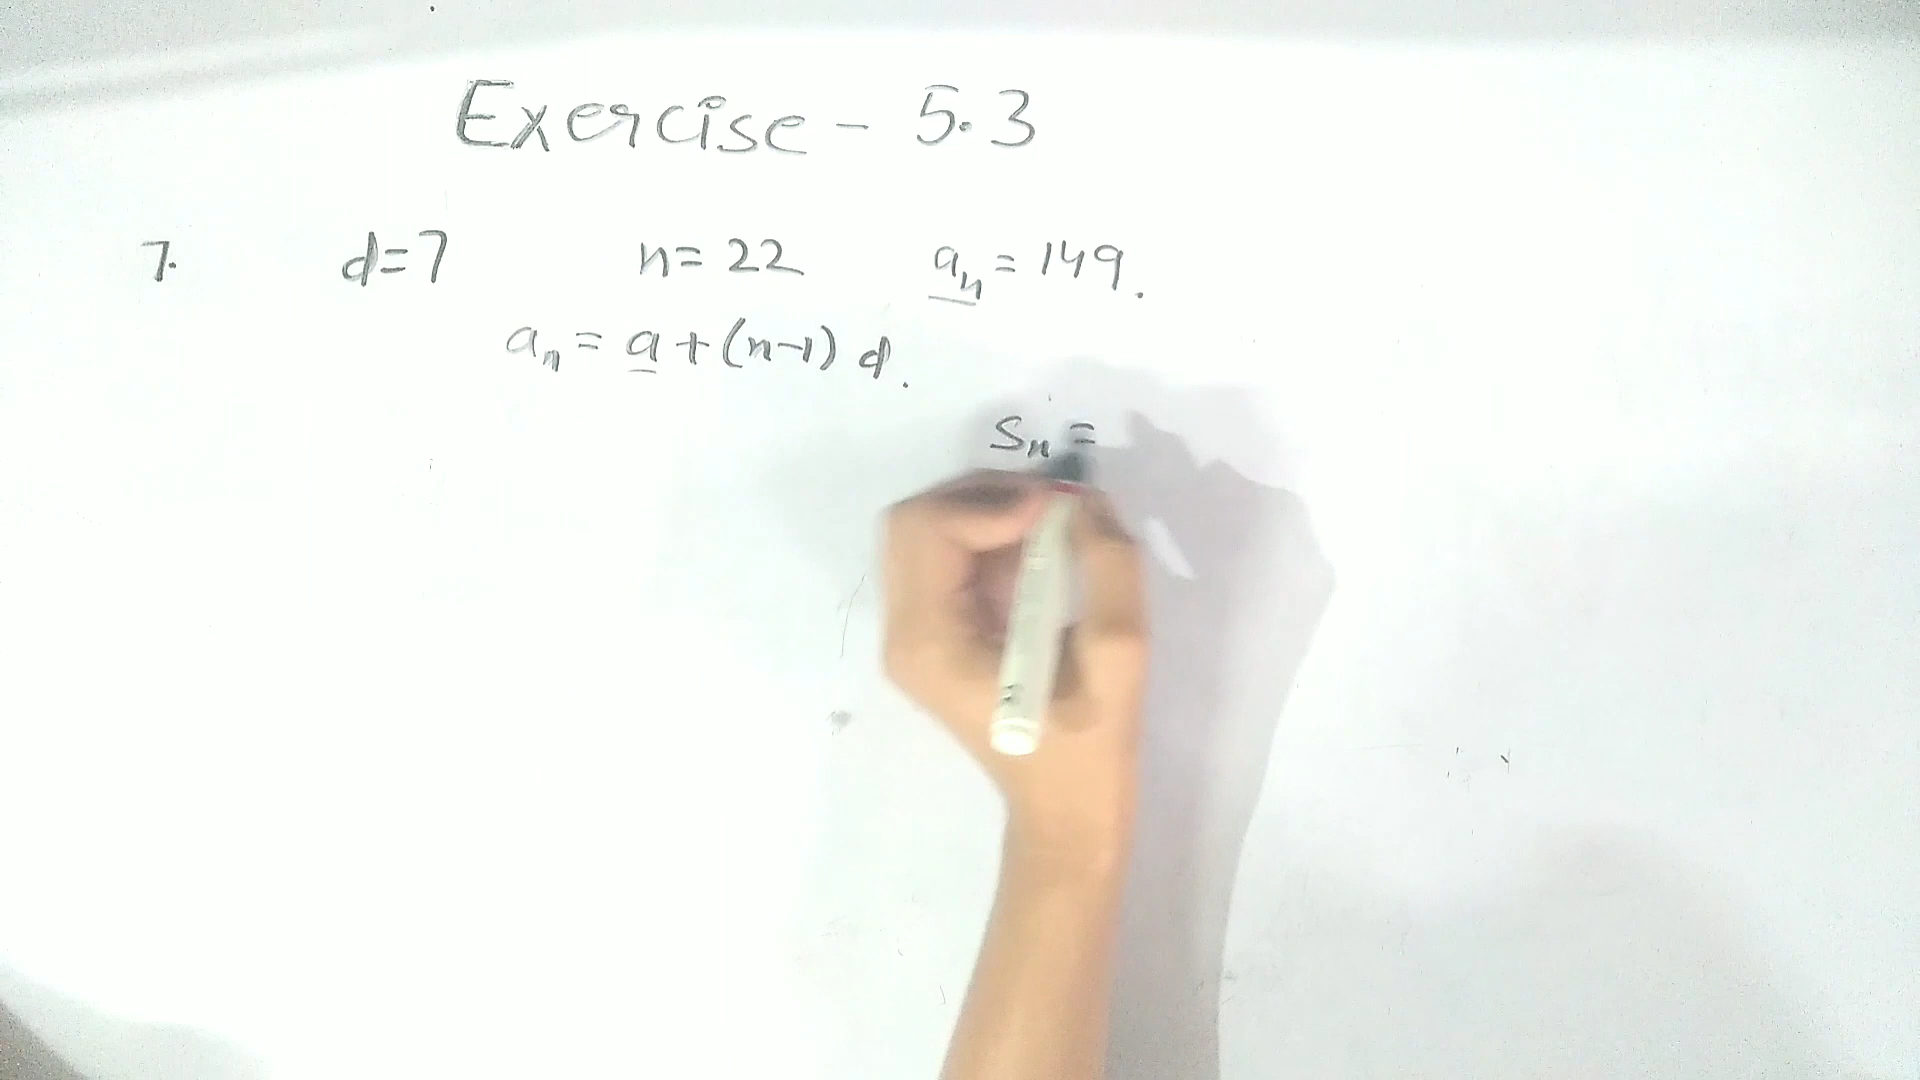 Exercise - 5.3
7. d=7 n=22 aₙ=149.
aₙ = a+(n-1) d.
Sₙ =